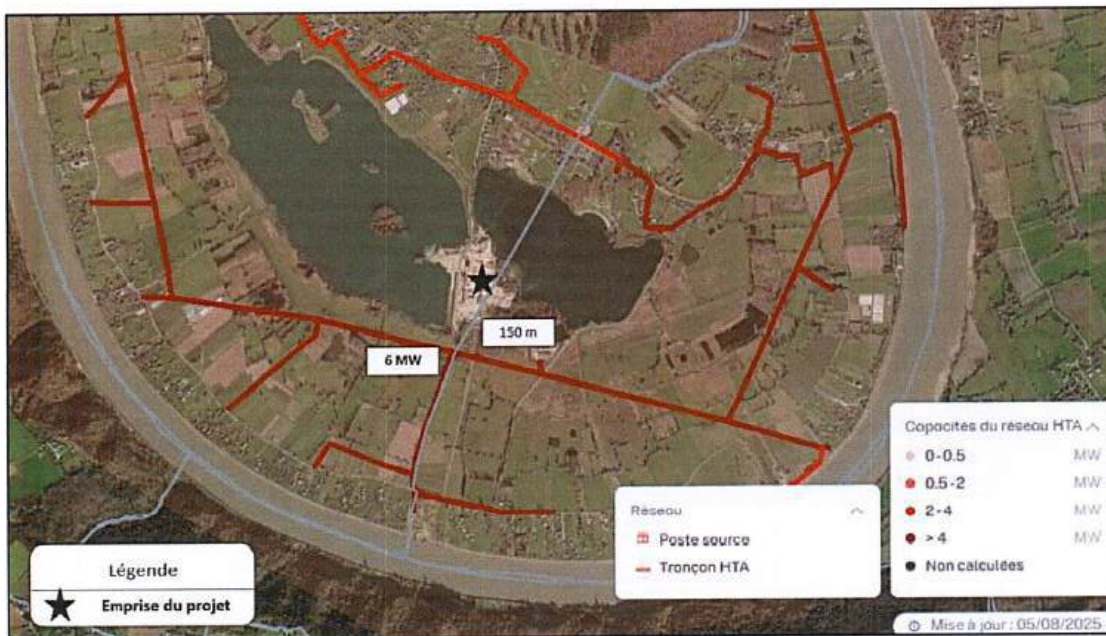 150 m
6 MW
Légende
Emprise du projet
Réseau
Poste source
Tronçon HTA
Capacités du réseau HTA
0-0.5 MW
0.5-2 MW
2-4 MW
> 4 MW
Non calculées
Mise à jour : 05/08/2025